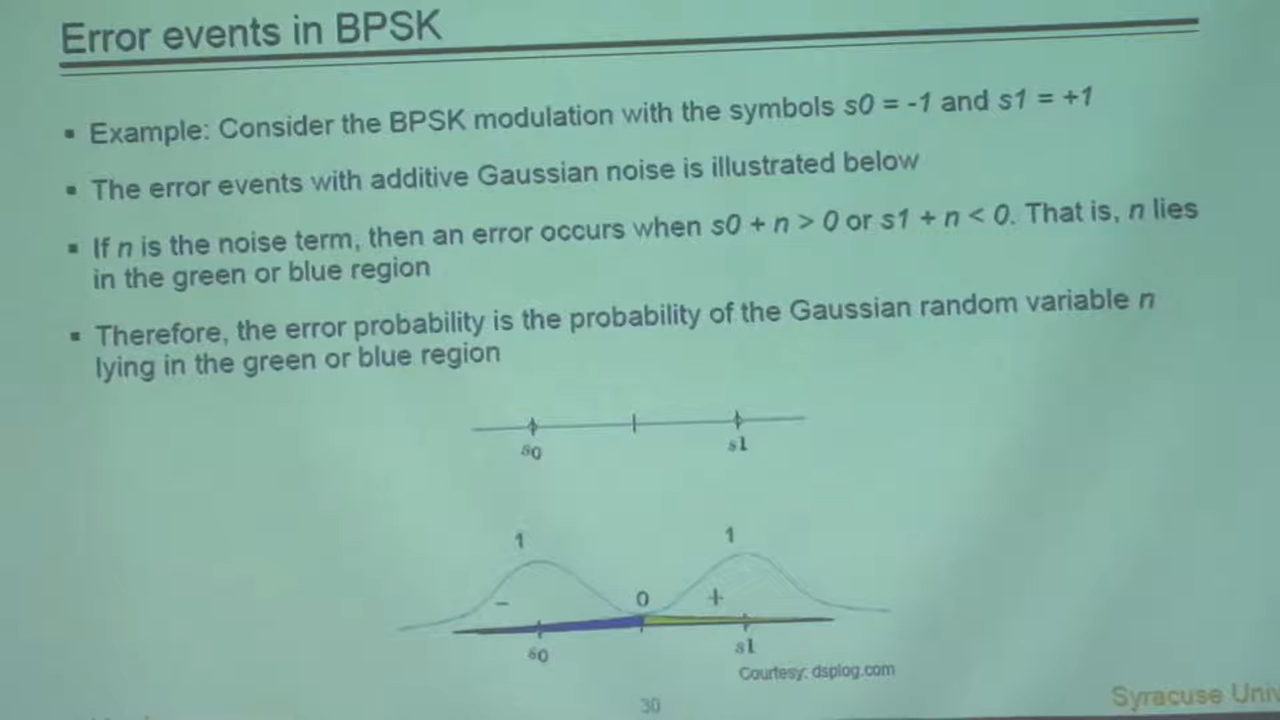 Error events in BPSK
Example: Consider the BPSK modulation with the symbols s0 = -1 and s1 = +1
The error events with additive Gaussian noise is illustrated below
If n is the noise term, then an error occurs when s0 + n > 0 or s1 + n < 0. That is, n lies
in the green or blue region
Therefore, the error probability is the probability of the Gaussian random variable n
lying in the green or blue region
s0 s1
1 1
− 0 +
s0 s1
Courtesy: dsplog.com
30
Syracuse Univ